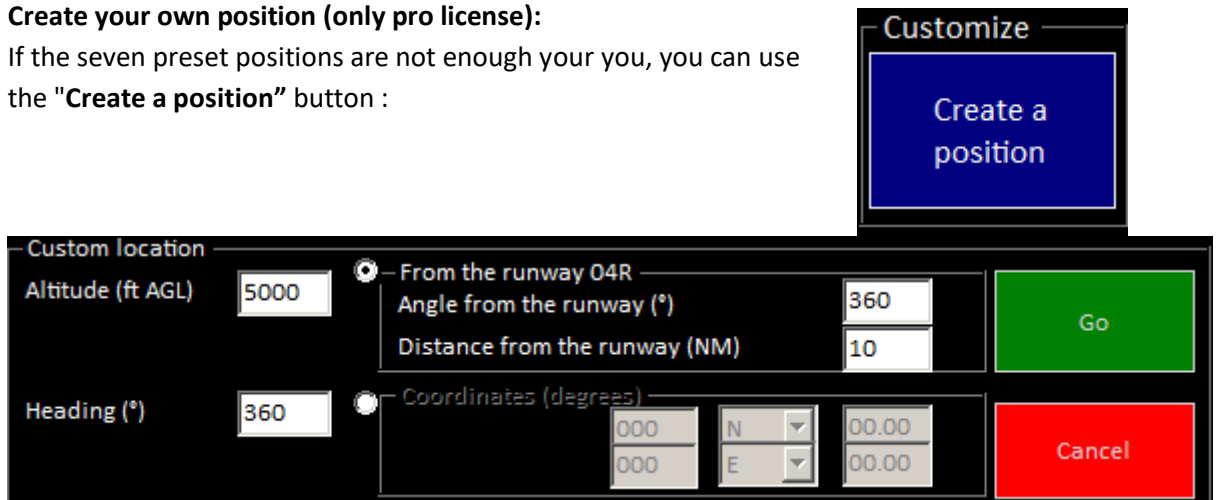 Create your own position (only pro license):
If the seven preset positions are not enough your you, you can use
the "Create a position” button :
Customize
Create a
position
Custom location
Altitude (ft AGL)
5000
From the runway 04R
Angle from the runway (°)
360
Distance from the runway (NM)
10
Go
Heading (°)
360
Coordinates (degrees)
000
N
00.00
000
E
00.00
Cancel